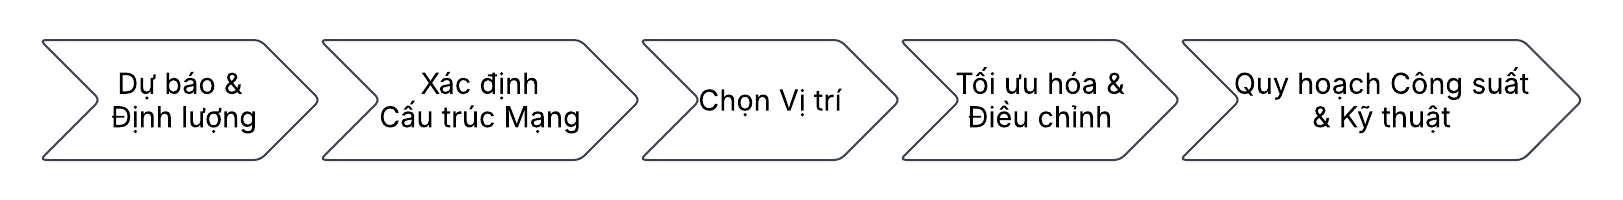 Dự báo &
Định lượng
Xác định
Cấu trúc Mạng
Chọn Vị trí
Tối ưu hóa &
Điều chỉnh
Quy hoạch Công suất
& Kỹ thuật